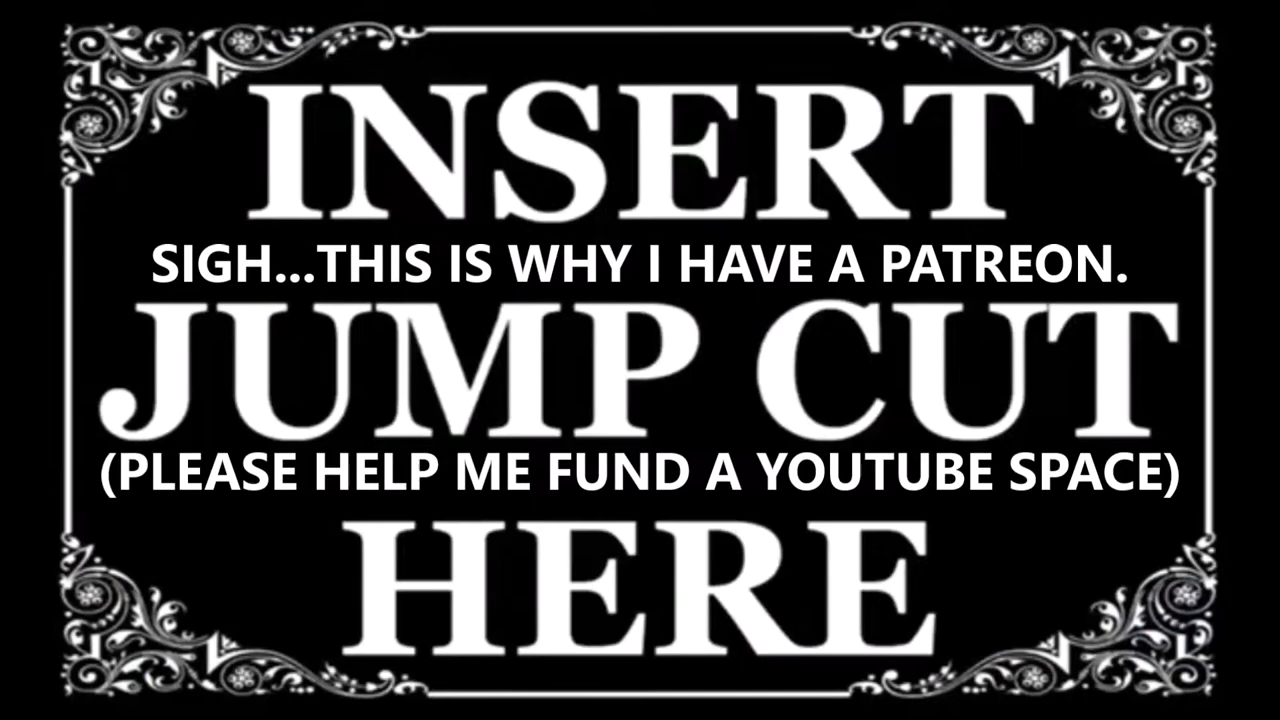 INSERT
SIGH...THIS IS WHY I HAVE A PATREON.
JUMP CUT
(PLEASE HELP ME FUND A YOUTUBE SPACE)
HERE